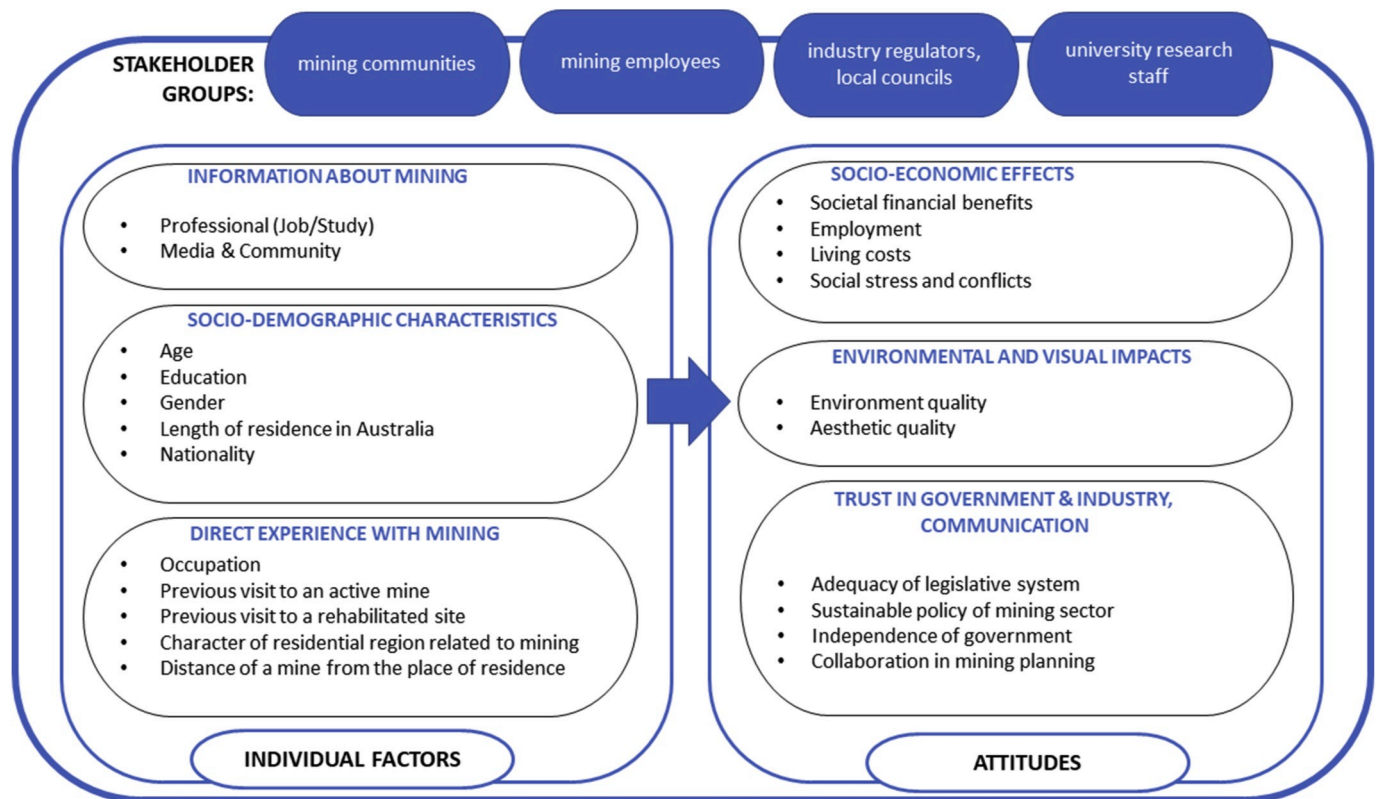 STAKEHOLDER
GROUPS:
mining communities
mining employees
industry regulators,
local councils
university research
staff
INFORMATION ABOUT MINING
• Professional (Job/Study)
• Media & Community
SOCIO-DEMOGRAPHIC CHARACTERISTICS
• Age
• Education
• Gender
• Length of residence in Australia
• Nationality
DIRECT EXPERIENCE WITH MINING
• Occupation
• Previous visit to an active mine
• Previous visit to a rehabilitated site
• Character of residential region related to mining
• Distance of a mine from the place of residence
INDIVIDUAL FACTORS
SOCIO-ECONOMIC EFFECTS
• Societal financial benefits
• Employment
• Living costs
• Social stress and conflicts
ENVIRONMENTAL AND VISUAL IMPACTS
• Environment quality
• Aesthetic quality
TRUST IN GOVERNMENT & INDUSTRY,
COMMUNICATION
• Adequacy of legislative system
• Sustainable policy of mining sector
• Independence of government
• Collaboration in mining planning
ATTITUDES